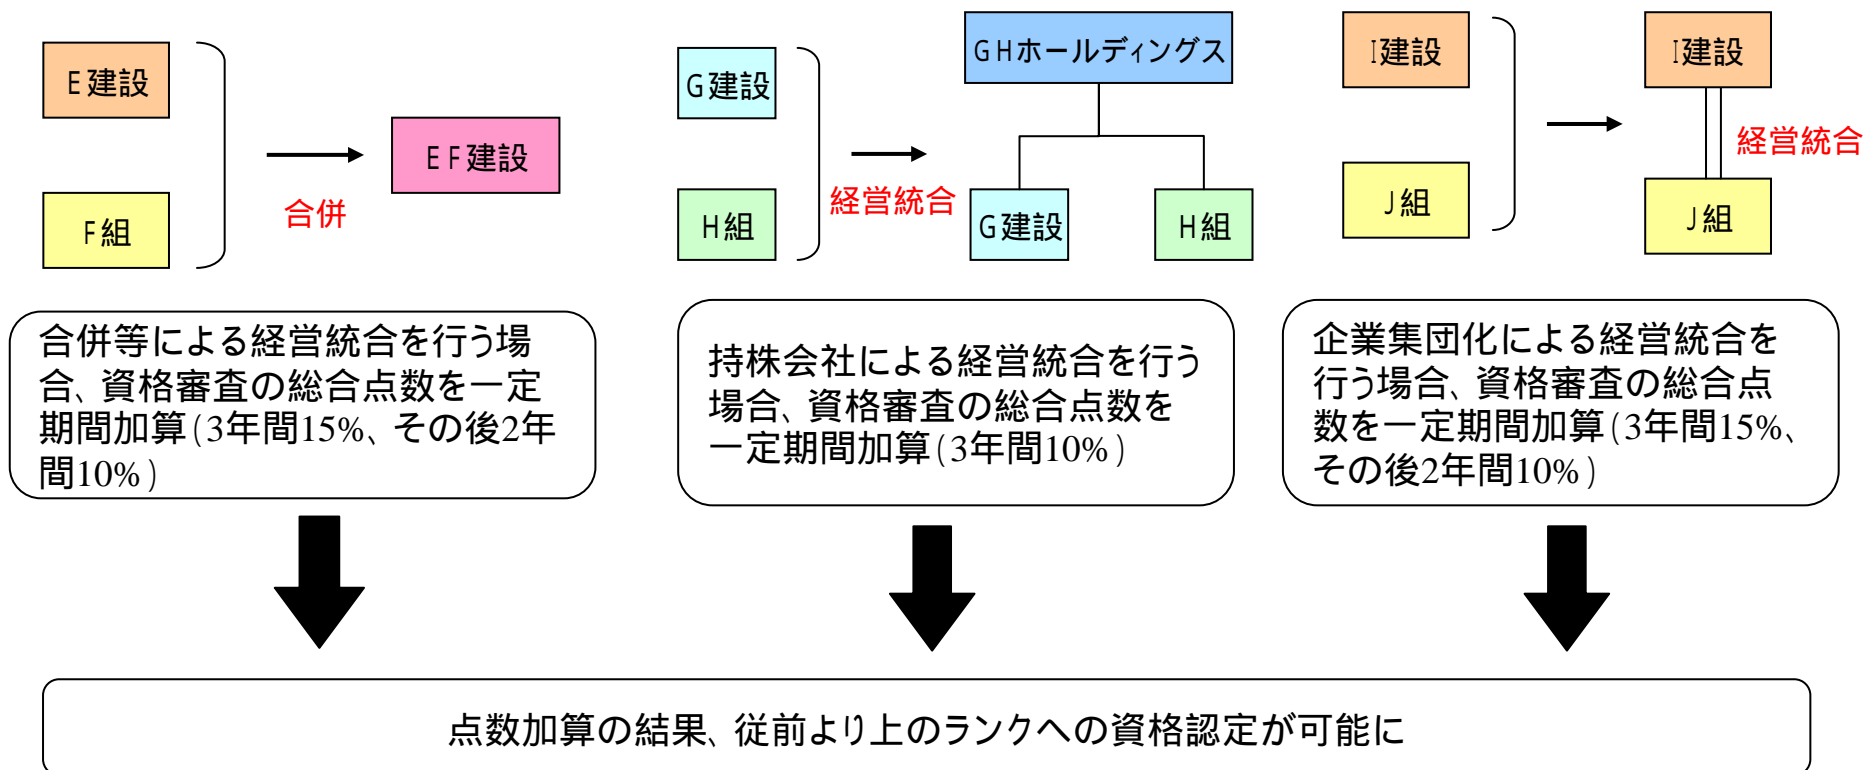 E建設
F組
合併
EF建設
G建設
H組
経営統合
GHホールディングス
G建設
H組
I建設
J組
I建設
経営統合
J組
合併等による経営統合を行う場
合、資格審査の総合点数を一定
期間加算(3年間15%、その後2年
間10%)
持株会社による経営統合を行う
場合、資格審査の総合点数を
一定期間加算(3年間10%)
企業集団化による経営統合を
行う場合、資格審査の総合点
数を一定期間加算(3年間15%、
その後2年間10%)
点数加算の結果、従前より上のランクへの資格認定が可能に